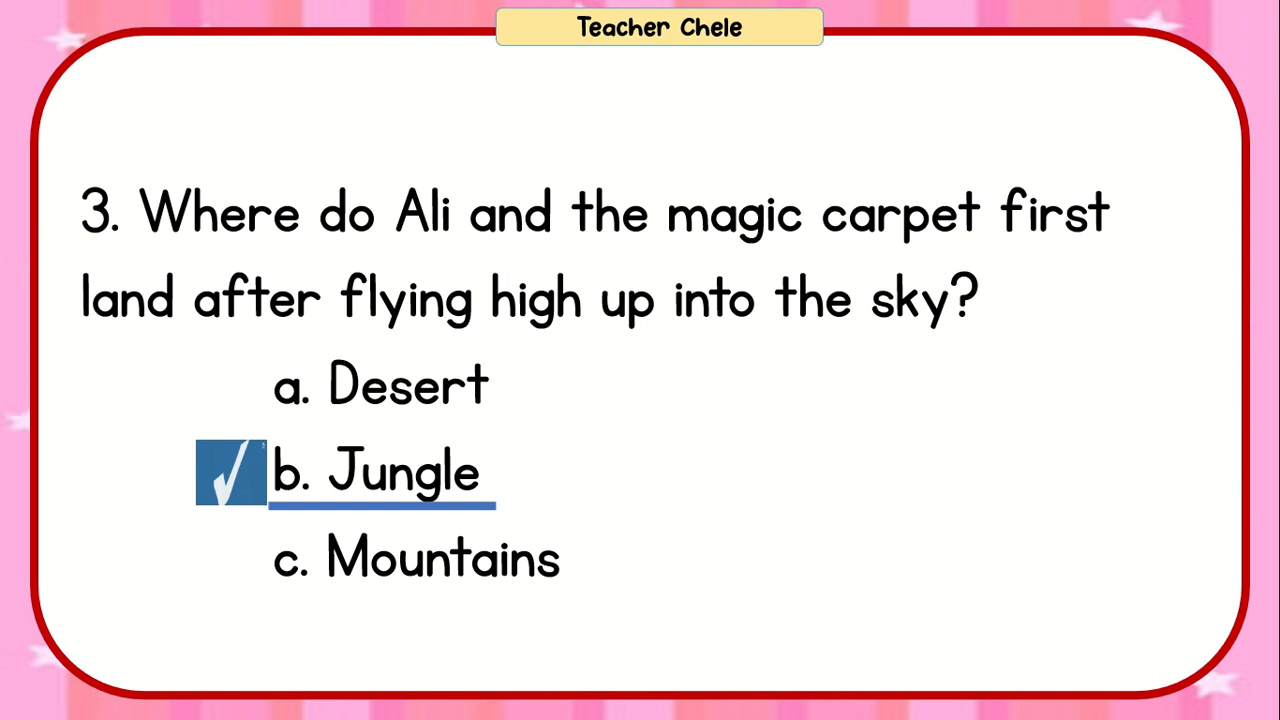 Teacher Chele
3. Where do Ali and the magic carpet first
land after flying high up into the sky?
a. Desert
b. Jungle
c. Mountains